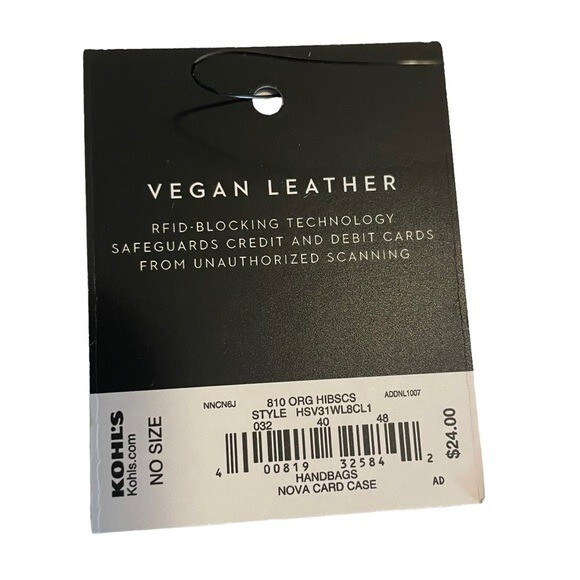 VEGAN LEATHER
RFID-BLOCKING TECHNOLOGY
SAFEGUARDS CREDIT AND DEBIT CARDS
FROM UNAUTHORIZED SCANNING
KOHL'S
Kohls.com
NO SIZE
NNCN6J
810 ORG HIBSCS
ADDNL1007
STYLE HSV31WL8CL1
032 40 48
4 00819 32584 2
HANDBAGS
NOVA CARD CASE
$24.00
AD